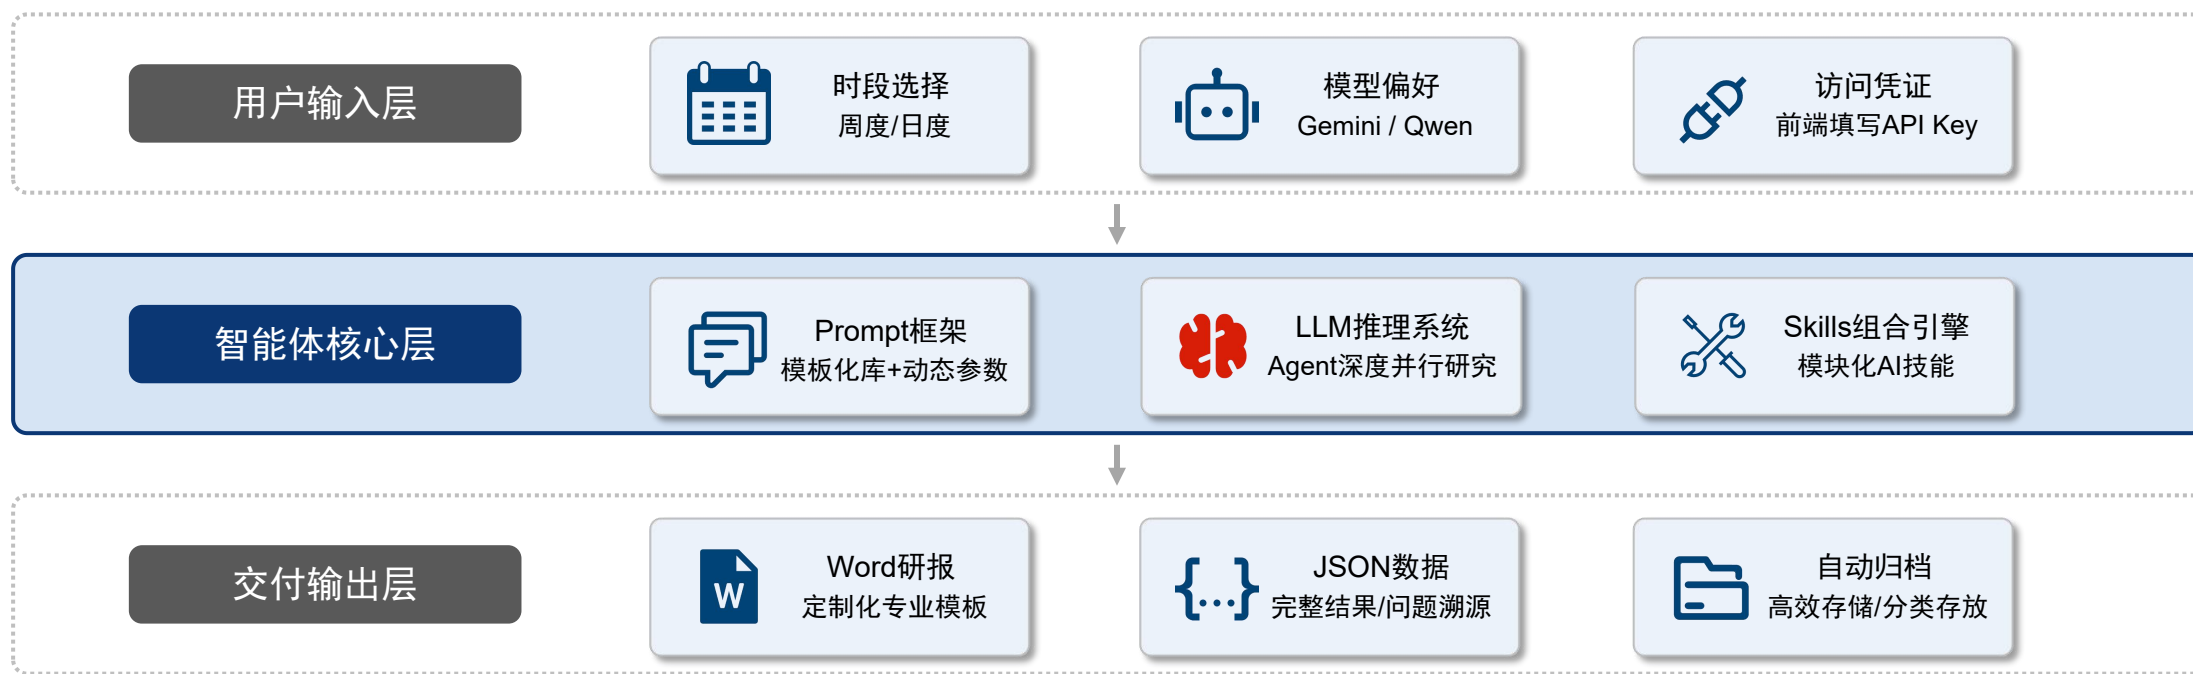 用户输入层
时段选择
周度/日度
模型偏好
Gemini / Qwen
访问凭证
前端填写API Key
智能体核心层
Prompt框架
模板化库+动态参数
LLM推理系统
Agent深度并行研究
Skills组合引擎
模块化AI技能
交付输出层
W
Word研报
定制化专业模板
{...}
JSON数据
完整结果/问题溯源
自动归档
高效存储/分类存放